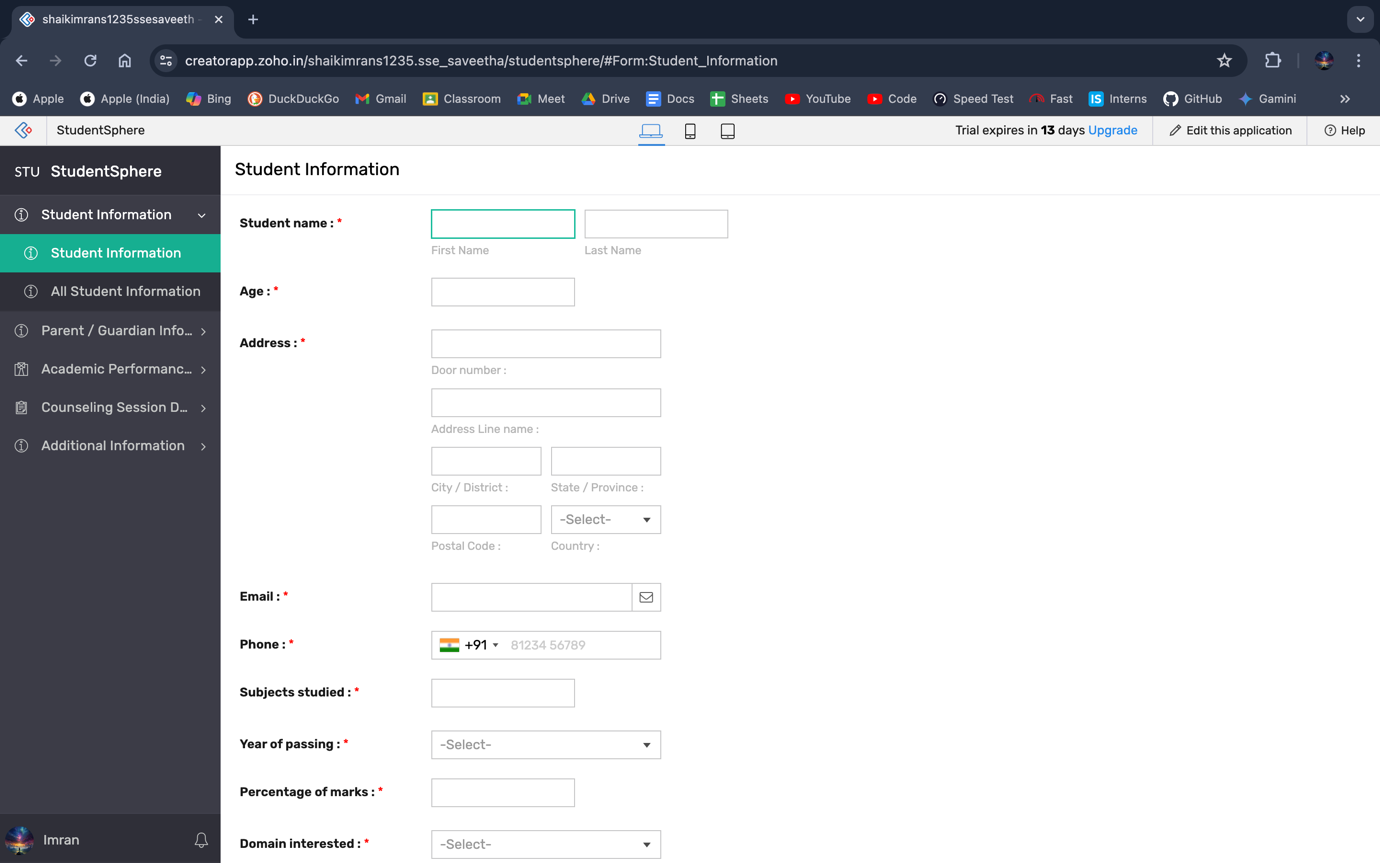 shaikimrans1235ssesaveeth -
creatorapp.zoho.in/shaikimrans1235.sse_saveetha/studentsphere/#Form:Student_Information
Apple Apple (India) Bing DuckDuckGo Gmail Classroom Meet Drive Docs Sheets YouTube Code Speed Test Fast IS Interns GitHub Gamini
StudentSphere Trial expires in 13 days Upgrade Edit this application Help
STU StudentSphere
Student Information
Student Information
All Student Information
Parent / Guardian Info...
Academic Performanc...
Counseling Session D...
Additional Information
Imran
Student Information
Student name : *
First Name Last Name
Age : *
Address : *
Door number :
Address Line name :
City / District : State / Province :
-Select-
Postal Code : Country :
Email : *
Phone : * +91 81234 56789
Subjects studied : *
Year of passing : * -Select-
Percentage of marks : *
Domain interested : * -Select-